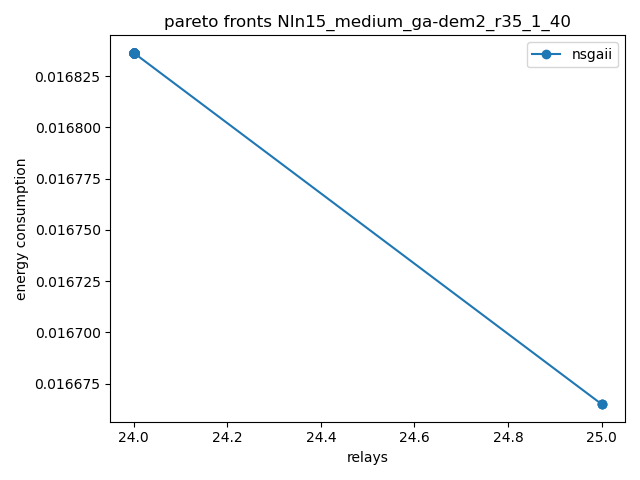 pareto fronts NIn15_medium_ga-dem2_r35_1_40
nsgaii
energy consumption
0.016825
0.016800
0.016775
0.016750
0.016725
0.016700
0.016675
24.0 24.2 24.4 24.6 24.8 25.0
relays